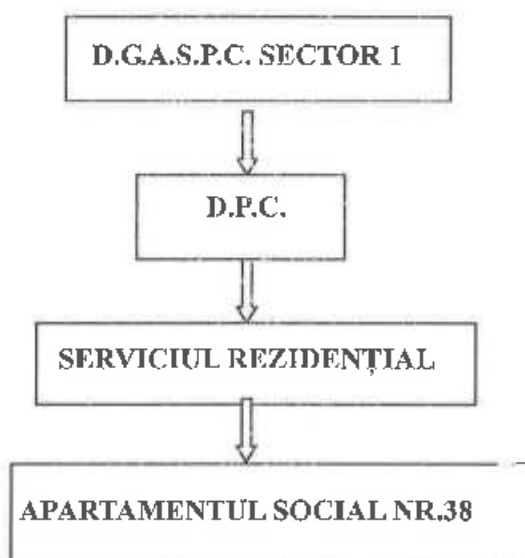 D.G.A.S.P.C. SECTOR 1
D.P.C.
SERVICIUL REZIDENȚIAL
APARTAMENTUL SOCIAL NR.38